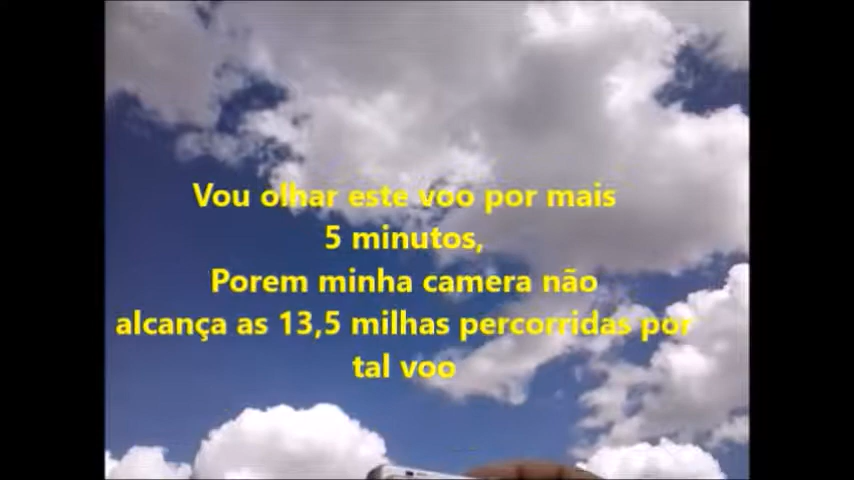 Vou olhar este voo por mais
5 minutos,
Porem minha camera não
alcança as 13,5 milhas percorridas por
tal voo